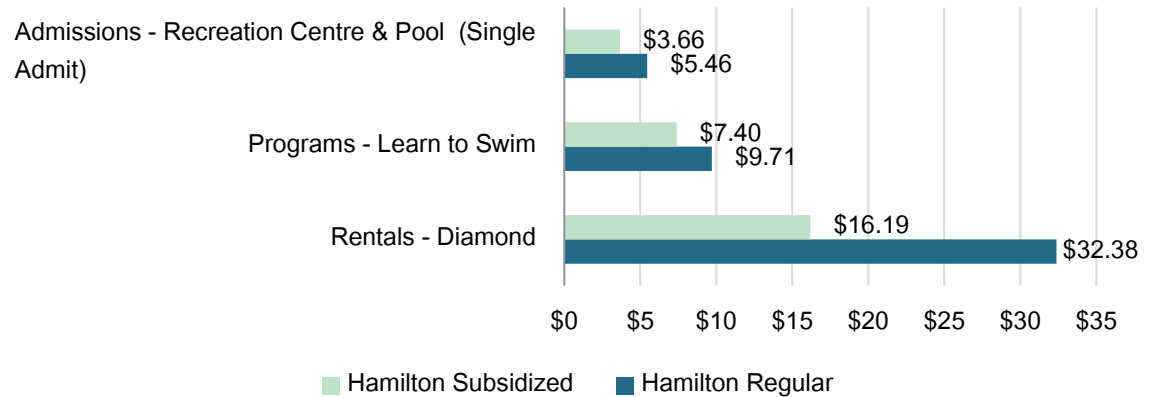 Admissions - Recreation Centre & Pool (Single
Admit)
$3.66
$5.46
Programs - Learn to Swim
$7.40
$9.71
Rentals - Diamond
$16.19
$32.38
$0 $5 $10 $15 $20 $25 $30 $35
Hamilton Subsidized Hamilton Regular